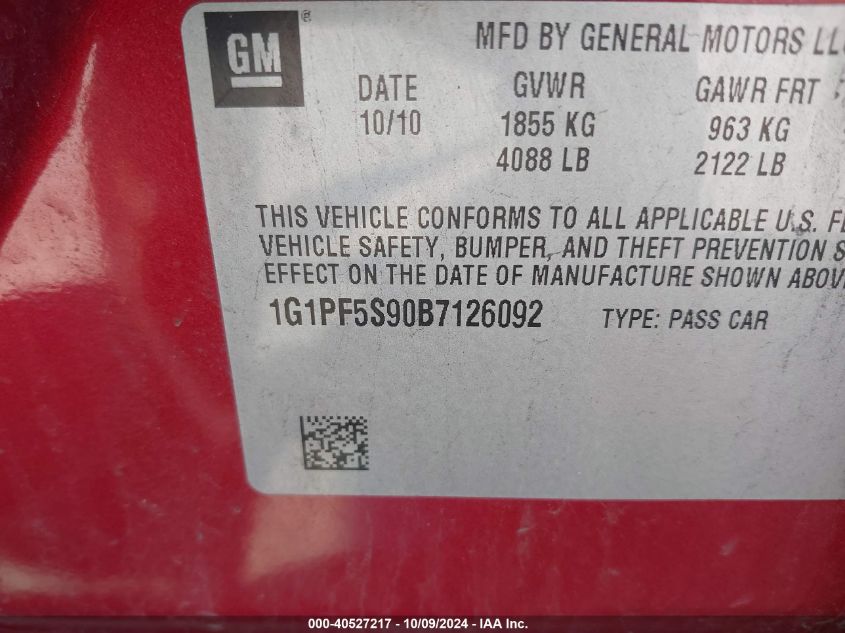 GM®
MFD BY GENERAL MOTORS LLC
DATE GVWR GAWR FRT
10/10 1855 KG 963 KG
4088 LB 2122 LB
THIS VEHICLE CONFORMS TO ALL APPLICABLE U.S.
VEHICLE SAFETY, BUMPER, AND THEFT PREVENTION
EFFECT ON THE DATE OF MANUFACTURE SHOWN ABOVE
1G1PF5S90B7126092 TYPE: PASS CAR
000-40527217 - 10/09/2024 - IAA Inc.